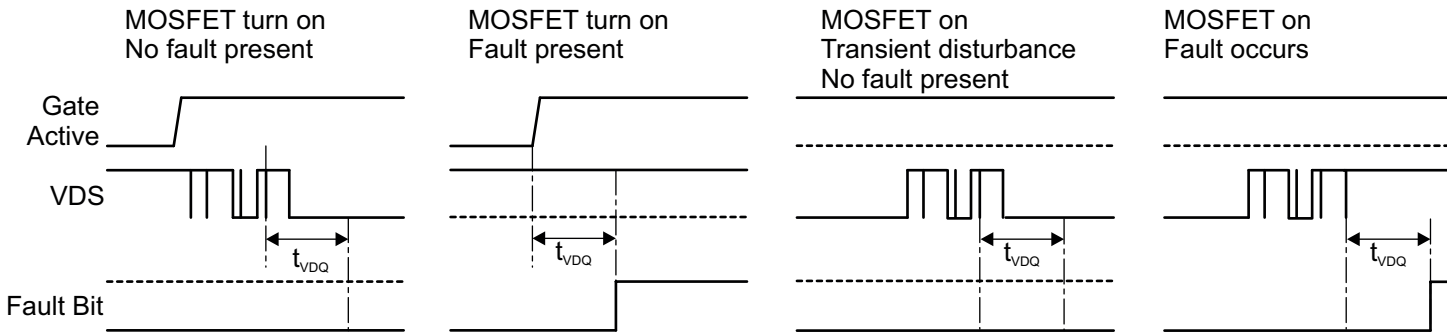 MOSFET turn on
No fault present
MOSFET turn on
Fault present
MOSFET on
Transient disturbance
No fault present
MOSFET on
Fault occurs
Gate
Active
VDS
tVDQ
tVDQ
tVDQ
tVDQ
Fault Bit